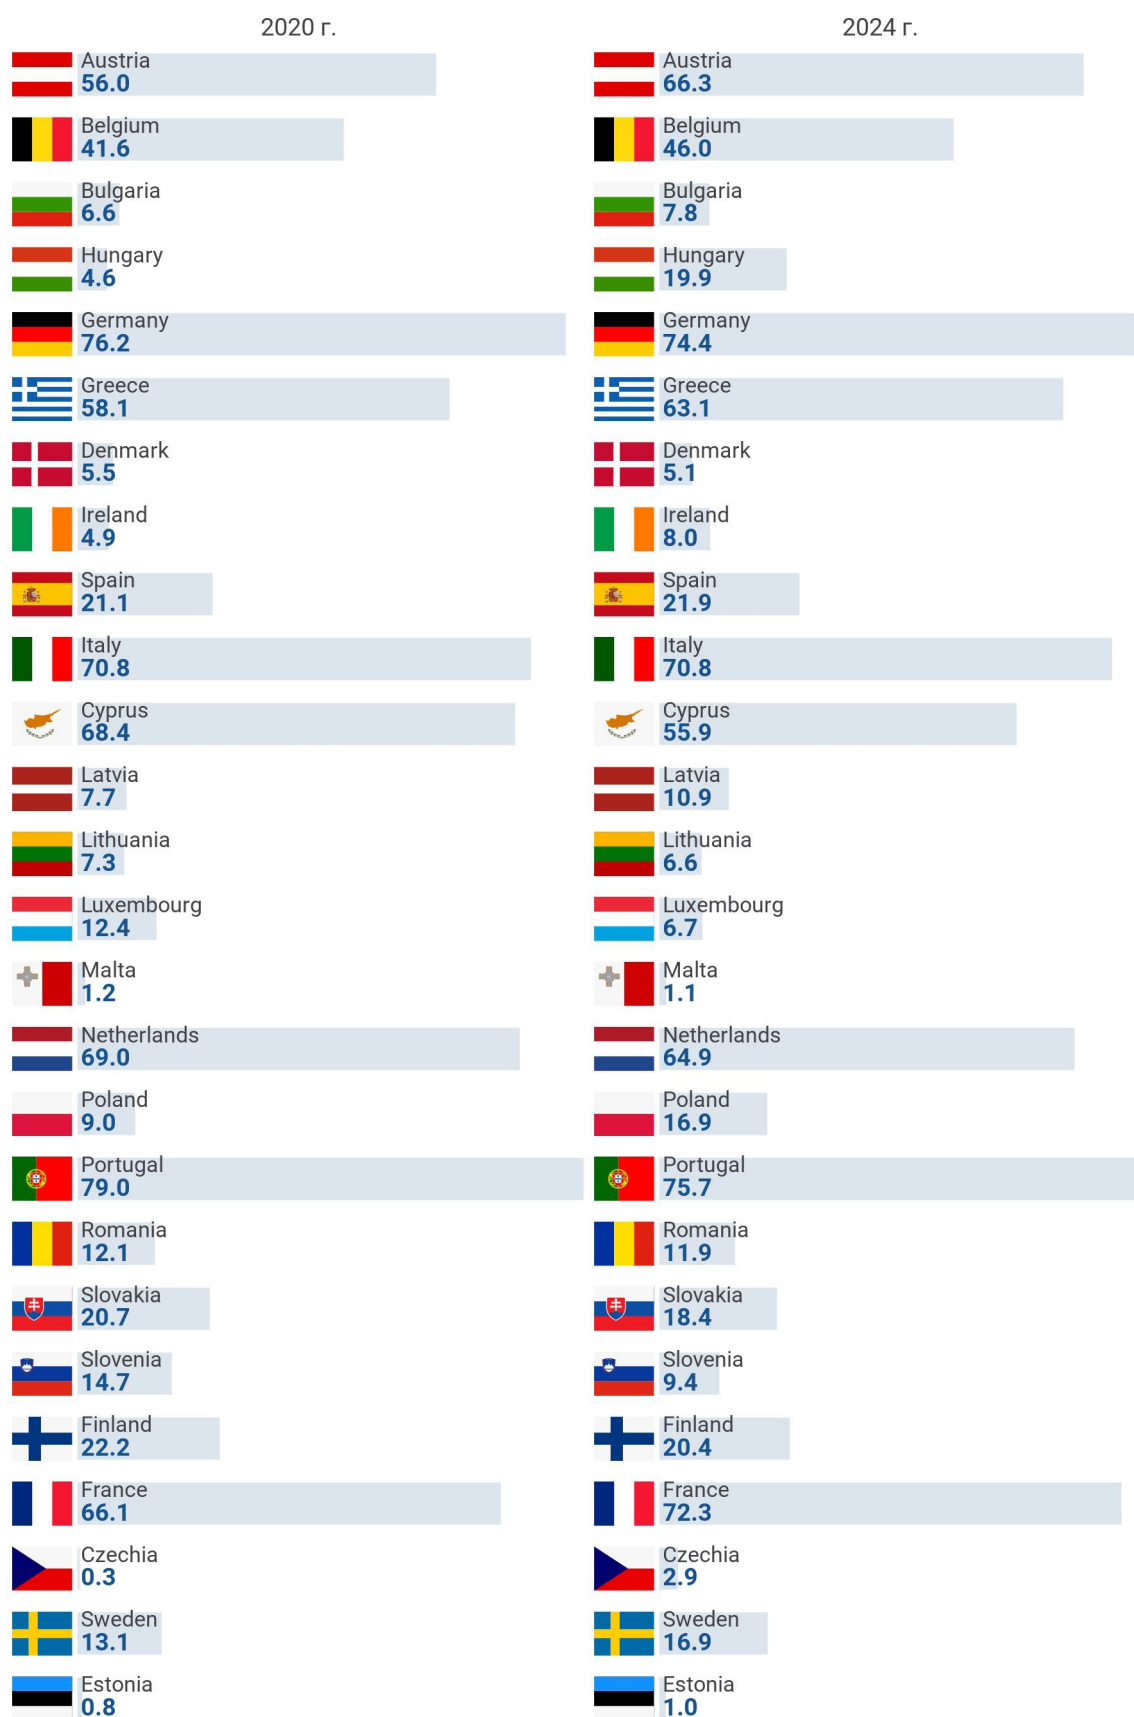 2020 г.
Austria
56.0
Belgium
41.6
Bulgaria
6.6
Hungary
4.6
Germany
76.2
Greece
58.1
Denmark
5.5
Ireland
4.9
Spain
21.1
Italy
70.8
Cyprus
68.4
Latvia
7.7
Lithuania
7.3
Luxembourg
12.4
Malta
1.2
Netherlands
69.0
Poland
9.0
Portugal
79.0
Romania
12.1
Slovakia
20.7
Slovenia
14.7
Finland
22.2
France
66.1
Czechia
0.3
Sweden
13.1
Estonia
0.8
2024 г.
Austria
66.3
Belgium
46.0
Bulgaria
7.8
Hungary
19.9
Germany
74.4
Greece
63.1
Denmark
5.1
Ireland
8.0
Spain
21.9
Italy
70.8
Cyprus
55.9
Latvia
10.9
Lithuania
6.6
Luxembourg
6.7
Malta
1.1
Netherlands
64.9
Poland
16.9
Portugal
75.7
Romania
11.9
Slovakia
18.4
Slovenia
9.4
Finland
20.4
France
72.3
Czechia
2.9
Sweden
16.9
Estonia
1.0